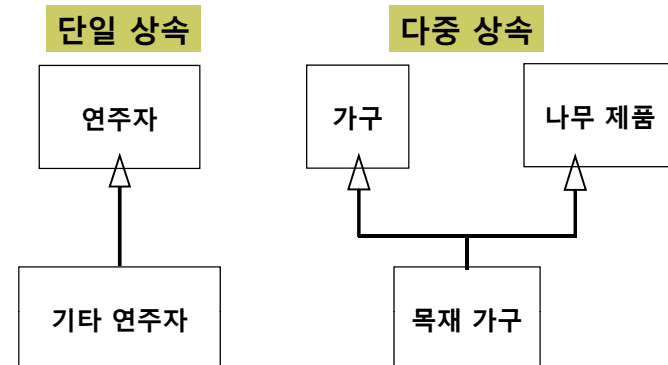 단일 상속
다중 상속
연주자
가구
나무 제품
기타 연주자
목재 가구